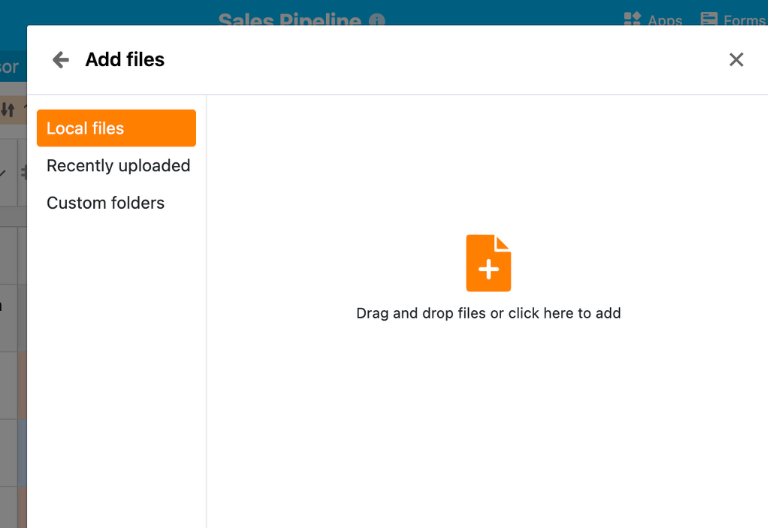 Sales Pipeline
Apps
Forms
Add files
Local files
Recently uploaded
Custom folders
Drag and drop files or click here to add